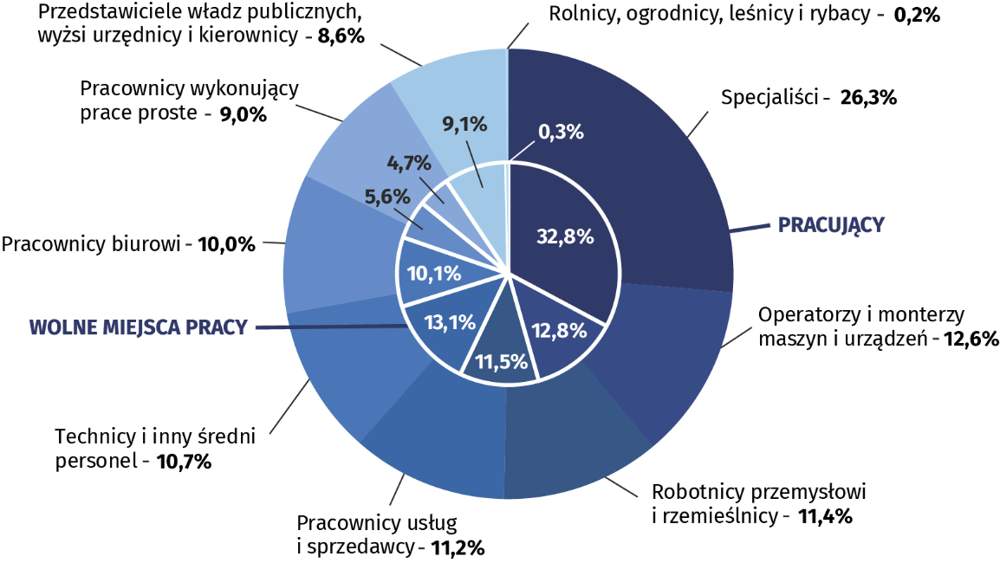 Przedstawiciele władz publicznych,
wyżsi urzędnicy i kierownicy - 8,6%
Rolnicy, ogrodnicy, leśnicy i rybacy - 0,2%
Pracownicy wykonujący
prace proste - 9,0%
Specjaliści - 26,3%
9,1%
0,3%
4,7%
5,6%
PRACUJĄCY
32,8%
Pracownicy biurowi - 10,0%
10,1%
WOLNE MIEJSCA PRACY
13,1%
12,8%
11,5%
Operatorzy i monterzy
maszyn i urządzeń - 12,6%
Technicy i inny średni
personel - 10,7%
Robotnicy przemysłowi
i rzemieślnicy - 11,4%
Pracownicy usług
i sprzedawcy - 11,2%